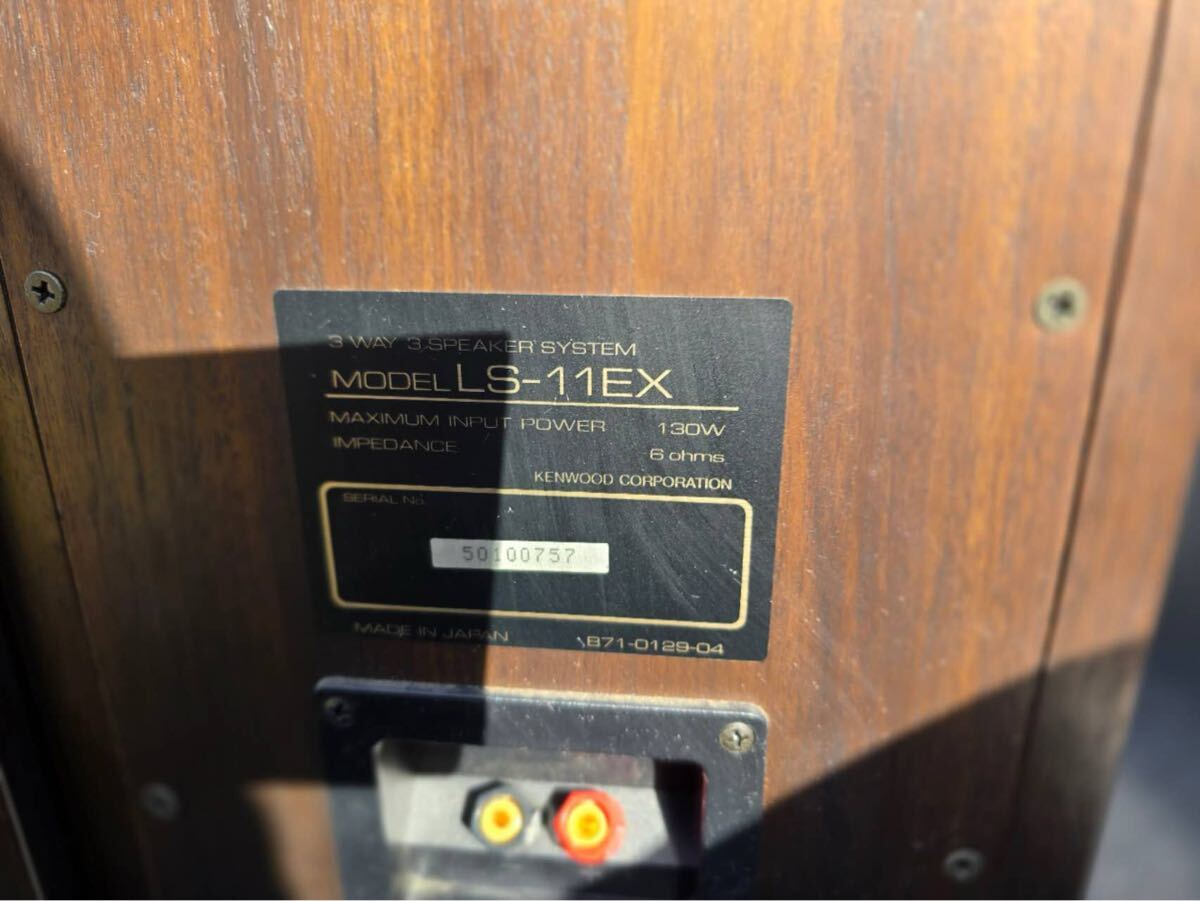 3 WAY 3 SPEAKER SYSTEM
MODEL LS-11EX
MAXIMUM INPUT POWER 130W
IMPEDANCE 6 ohms
KENWOOD CORPORATION
SERIAL No.
50100757
MADE IN JAPAN B71-0129-04